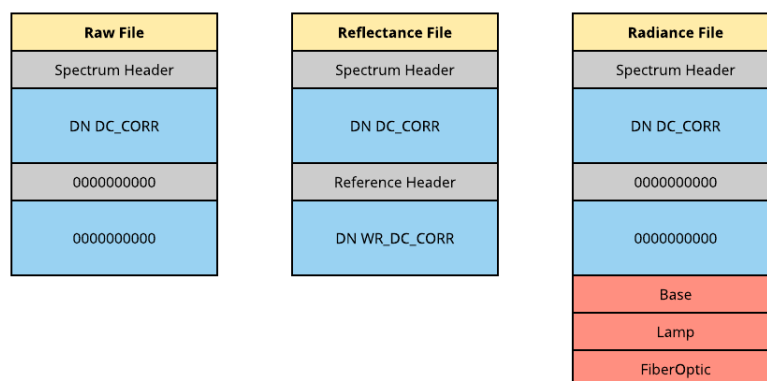 Raw File
Spectrum Header
DN DC_CORR
0000000000
0000000000
Reflectance File
Spectrum Header
DN DC_CORR
Reference Header
DN WR_DC_CORR
Radiance File
Spectrum Header
DN DC_CORR
0000000000
0000000000
Base
Lamp
FiberOptic